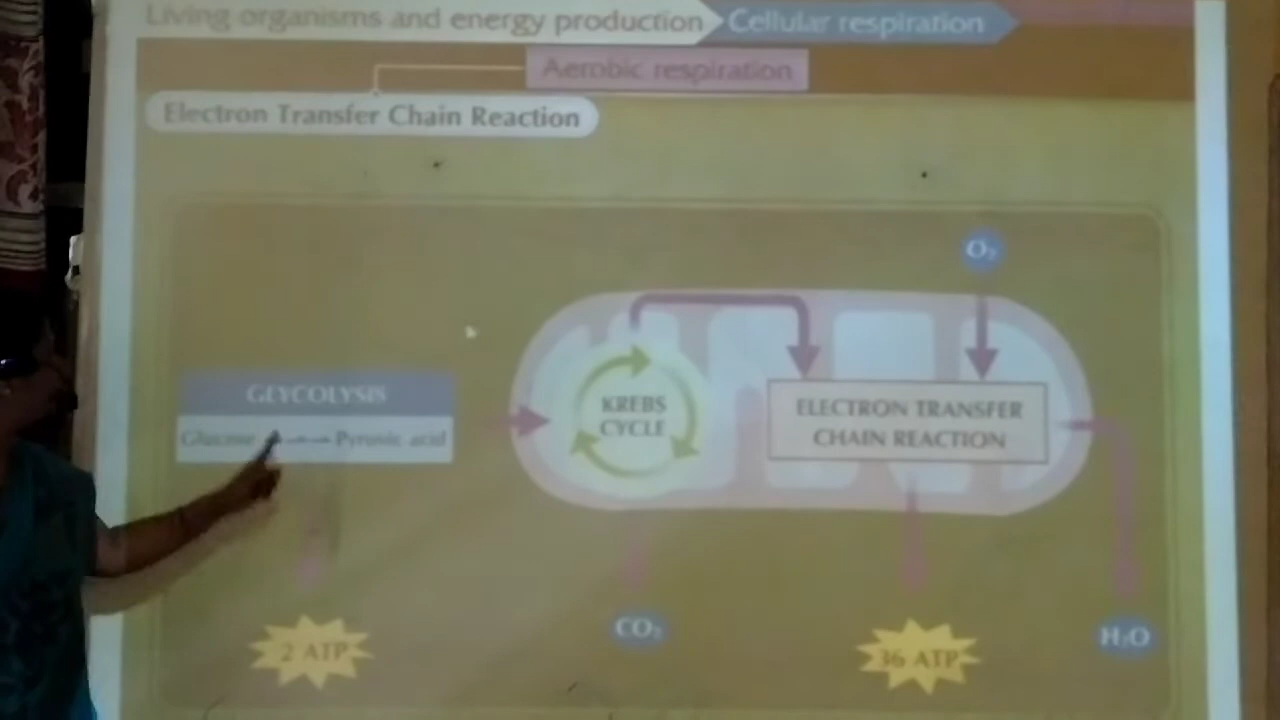 Living organisms and energy production
Cellular respiration
Aerobic respiration
Electron Transfer Chain Reaction
O₂
GLYCOLYSIS
Glucose
Pyruvic acid
KREBS
CYCLE
ELECTRON TRANSFER
CHAIN REACTION
2 ATP
CO₂
36 ATP
H₂O